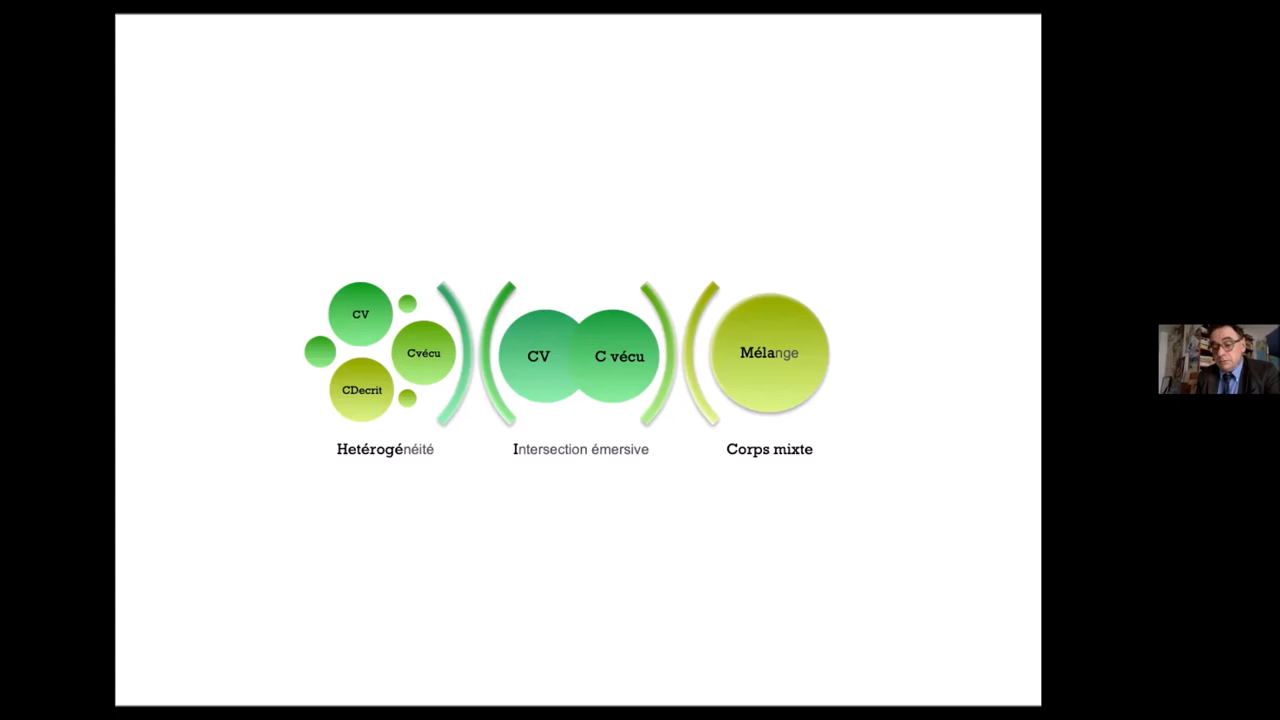 CV
Cvécu
CDecrit
Hetérogénéité
CV
C vécu
Intersection émersive
Mélange
Corps mixte